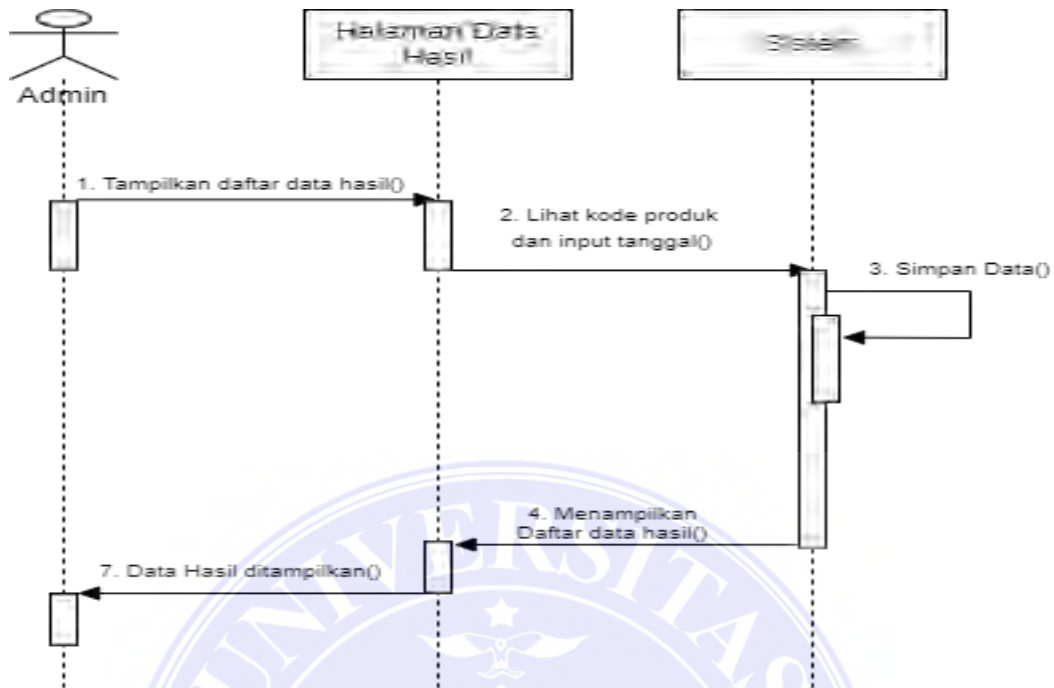 Halaman Data
Hasil
Sistem
Admin
1. Tampilkan daftar data hasil()
2. Lihat kode produk
dan input tanggal()
3. Simpan Data()
4. Menampilkan
Daftar data hasil()
7. Data Hasil ditampilkan()
UNIVERSITAS